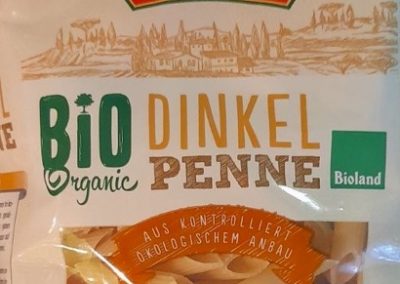 BIO
Organic
DINKEL
PENNE
Bioland
AUS KONTROLLIERT
ÖKOLOGISCHEM ANBAU